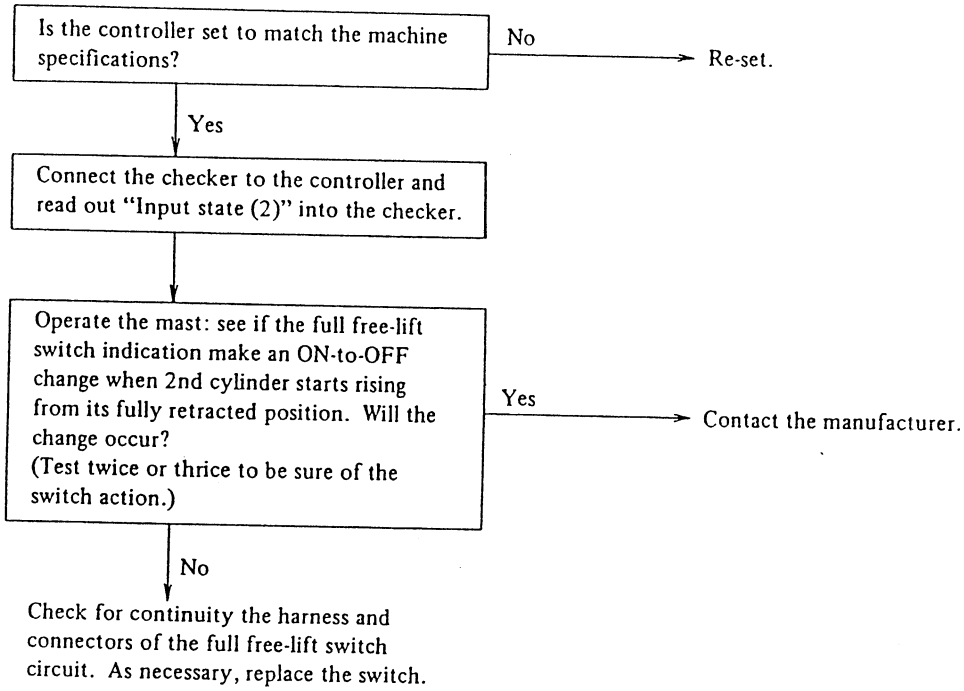 Is the controller set to match the machine
specifications?
No
Re-set.
Yes
Connect the checker to the controller and
read out “Input state (2)” into the checker.
Operate the mast: see if the full free-lift
switch indication make an ON-to-OFF
change when 2nd cylinder starts rising
from its fully retracted position. Will the
change occur?
(Test twice or thrice to be sure of the
switch action.)
Yes
Contact the manufacturer.
No
Check for continuity the harness and
connectors of the full free-lift switch
circuit. As necessary, replace the switch.